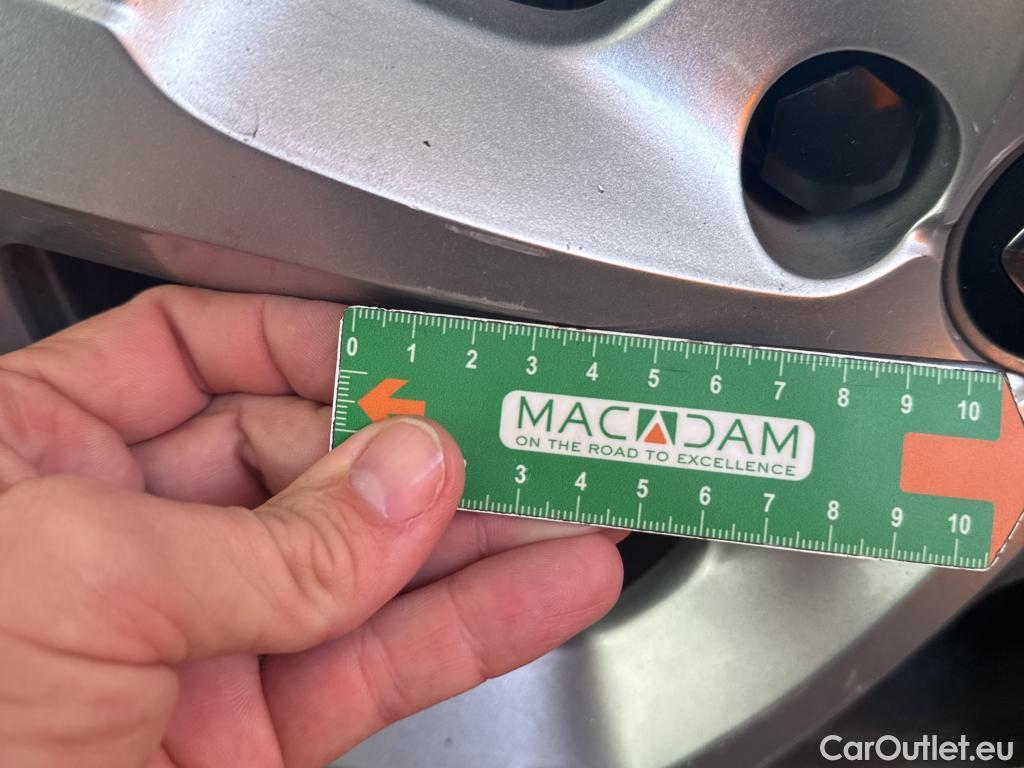 0 1 2 3 4 5 6 7 8 9 10
MACADAM
ON THE ROAD TO EXCELLENCE
3 4 5 6 7 8 9 10
CarOutlet.eu